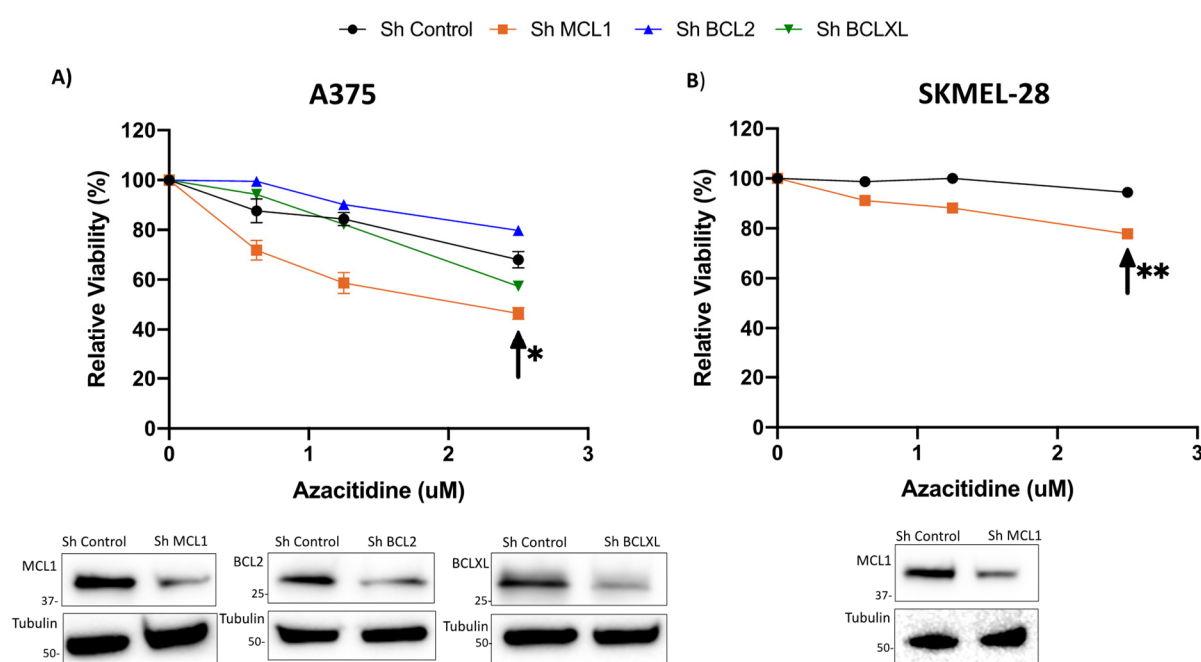 Sh Control Sh MCL1 Sh BCL2 Sh BCLXL
A)
A375
120
100
80
60
40
20
0
Relative Viability (%)
*
0 1 2 3
Azacitidine (uM)
B)
SKMEL-28
120
100
80
60
40
20
0
Relative Viability (%)
**
0 1 2 3
Azacitidine (uM)
Sh Control Sh MCL1
MCL1
37-
Tubulin
50-
Sh Control Sh BCL2
BCL2
25-
Tubulin
50-
Sh Control Sh BCLXL
BCLXL
25-
Tubulin
50-
Sh Control Sh MCL1
MCL1
37-
Tubulin
50-